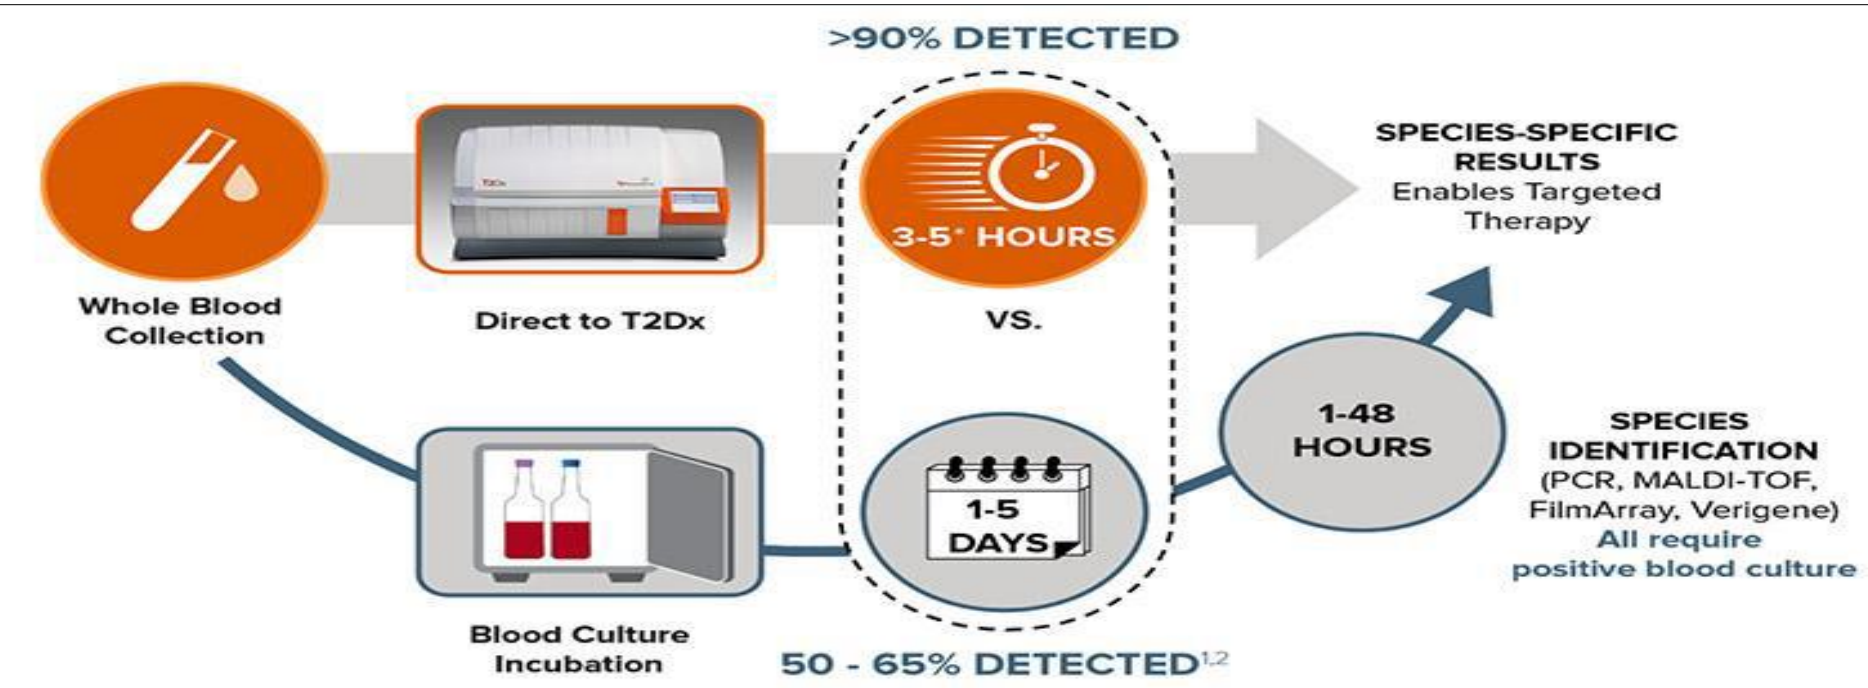 >90% DETECTED
SPECIES-SPECIFIC
RESULTS
Enables Targeted
Therapy
T2Dx
3-5* HOURS
Whole Blood
Collection
Direct to T2Dx
VS.
1-48
HOURS
SPECIES
IDENTIFICATION
(PCR, MALDI-TOF,
FilmArray, Verigene)
All require
positive blood culture
1-5
DAYS
Blood Culture
Incubation
50 - 65% DETECTED1,2